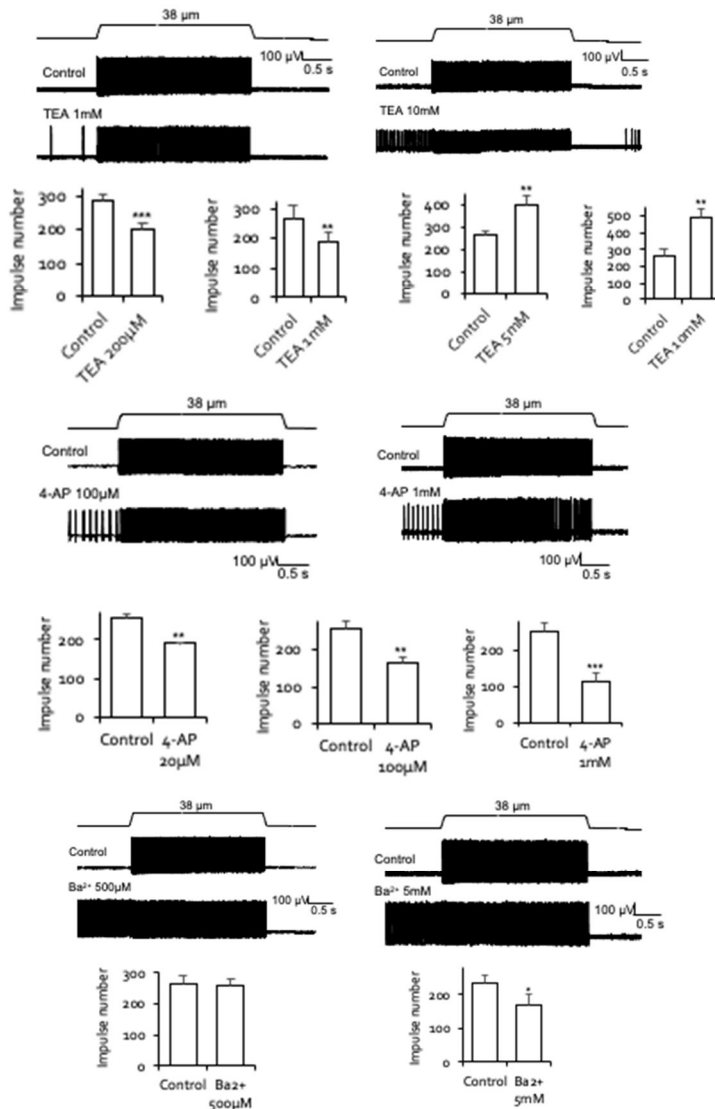 38 µm
100 µV
0.5 s
Control
TEA 1mM
38 µm
100 µV
0.5 s
Control
TEA 10mM
Impulse number
300
200
100
0
***
Control
TEA 200µM
Impulse number
300
200
100
0
**
Control
TEA 1mM
Impulse number
400
300
200
100
0
**
Control
TEA 5mM
Impulse number
500
400
300
200
100
0
**
Control
TEA 10mM
38 µm
Control
4-AP 100µM
100 µV
0.5 s
38 µm
Control
4-AP 1mM
100 µV
0.5 s
Impulse number
200
100
0
**
Control 4-AP
20µM
Impulse number
200
100
0
**
Control 4-AP
100µM
Impulse number
200
100
0
***
Control 4-AP
1mM
38 µm
Control
Ba²⁺ 500µM
100 µV
0.5 s
38 µm
Control
Ba²⁺ 5mM
100 µV
0.5 s
Impulse number
300
200
100
0
Control Ba2+
500µM
Impulse number
200
100
0
*
Control Ba2+
5mM